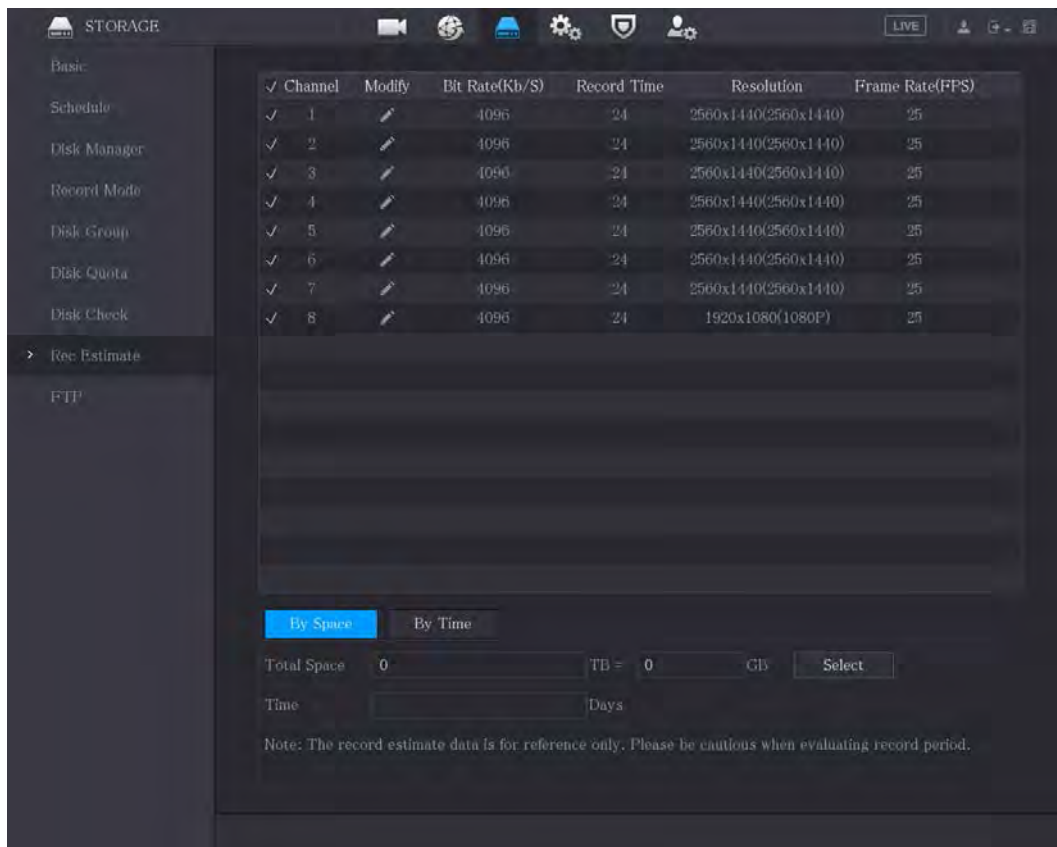 STORAGE LIVE
Basic
Schedule
Disk Manager
Record Mode
Disk Group
Disk Quota
Disk Check
Rec Estimate
FTP
Channel Modify Bit Rate(Kb/S) Record Time Resolution Frame Rate(FPS)
1 4096 24 2560x1440(2560x1440) 25
2 4096 24 2560x1440(2560x1440) 25
3 4096 24 2560x1440(2560x1440) 25
4 4096 24 2560x1440(2560x1440) 25
5 4096 24 2560x1440(2560x1440) 25
6 4096 24 2560x1440(2560x1440) 25
7 4096 24 2560x1440(2560x1440) 25
8 4096 24 1920x1080(1080P) 25
By Space By Time
Total Space 0 TB = 0 GB Select
Time Days
Note: The record estimate data is for reference only. Please be cautious when evaluating record period.